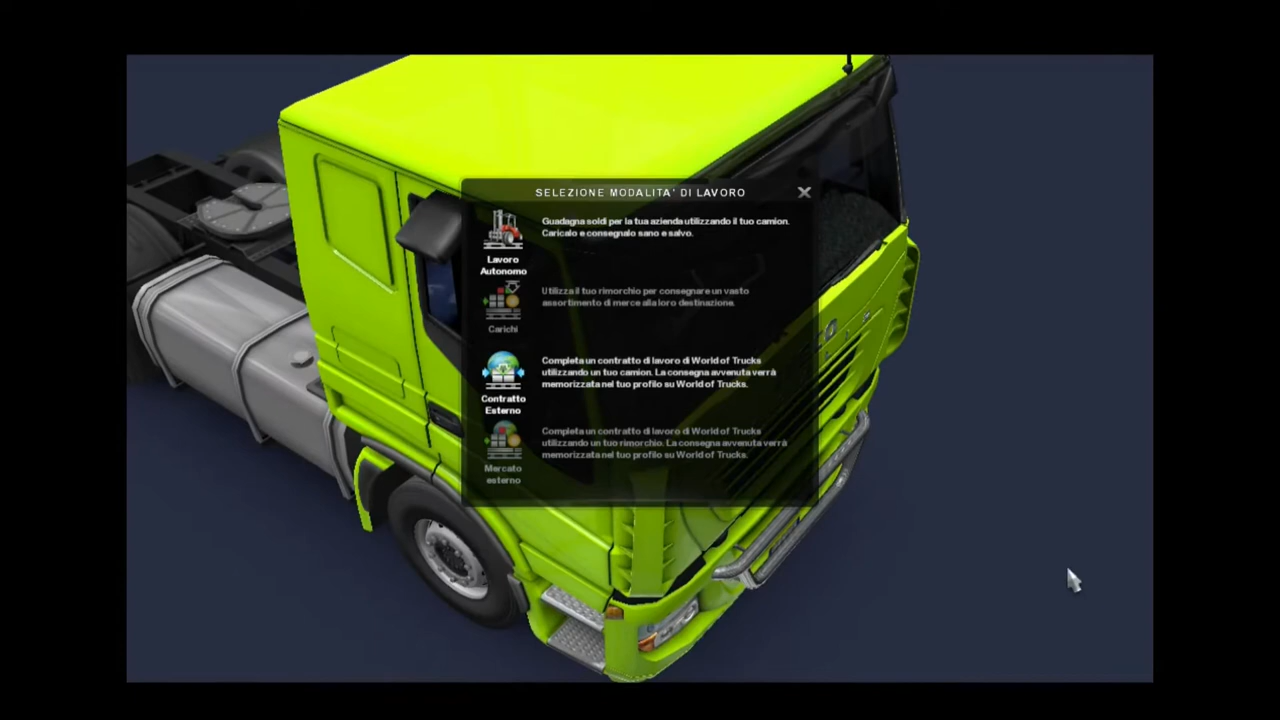 SELEZIONE MODALITA' DI LAVORO
Guadagna soldi per la tua azienda utilizzando il tuo camion.
Caricalo e consegnalo sano e salvo.
Lavoro
Autonomo
Utilizza il tuo rimorchio per consegnare un vasto
assortimento di merce alla loro destinazione.
Carichi
Completa un contratto di lavoro di World of Trucks
utilizzando un tuo camion. La consegna avvenuta verrà
memorizzata nel tuo profilo su World of Trucks.
Contratto
Esterno
Completa un contratto di lavoro di World of Trucks
utilizzando un tuo rimorchio. La consegna avvenuta verrà
memorizzata nel tuo profilo su World of Trucks.
Mercato
esterno